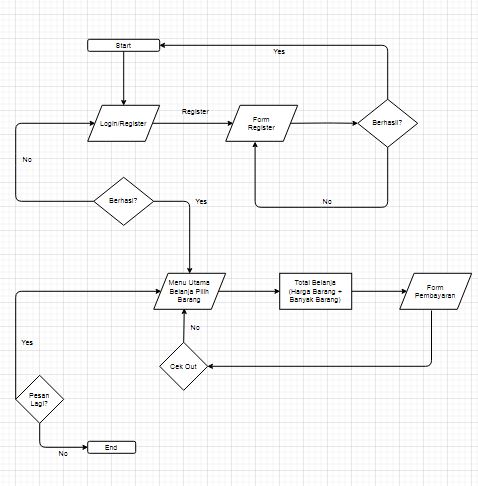 Start
Yes
Login/Register
Register
Form
Register
Berhasil?
No
No
Berhasi?
Yes
Menu Utama
Belanja Pilih
Barang
Total Belanja
(Harga Barang +
Banyak Barang)
Form
Pembayaran
No
Cek Out
Yes
Pesan
Lagi?
No
End